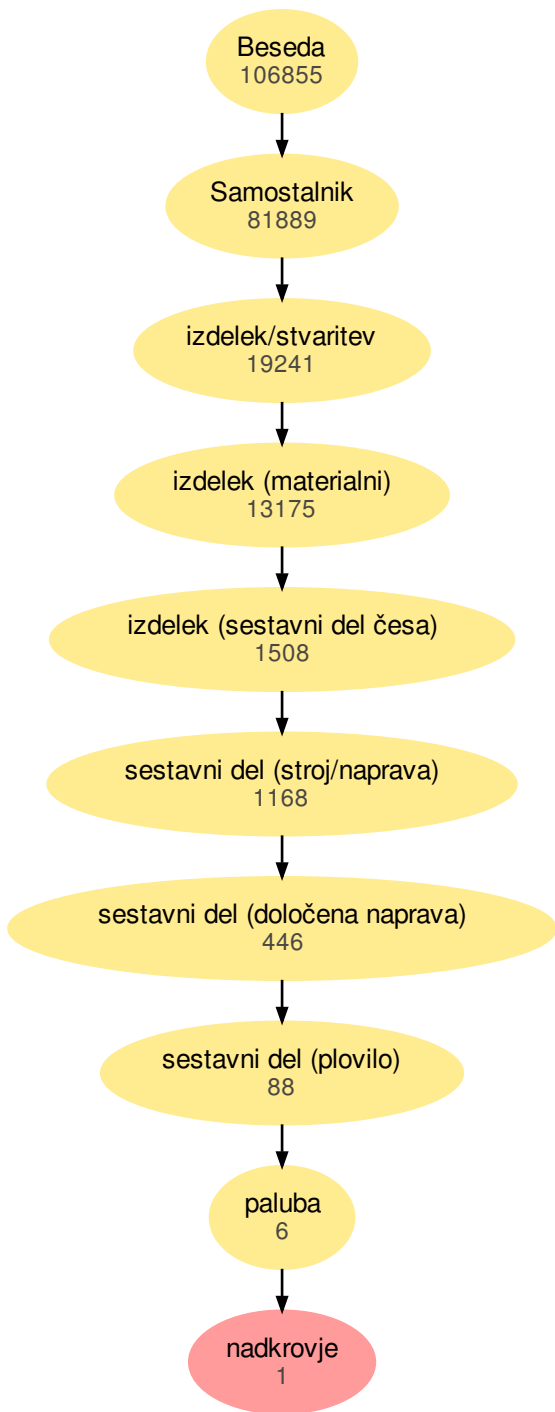 Beseda
106855
Samostalnik
81889
izdelek/stvaritev
19241
izdelek (materialni)
13175
izdelek (sestavni del česa)
1508
sestavni del (stroj/naprava)
1168
sestavni del (določena naprava)
446
sestavni del (plovilo)
88
paluba
6
nadkrovje
1